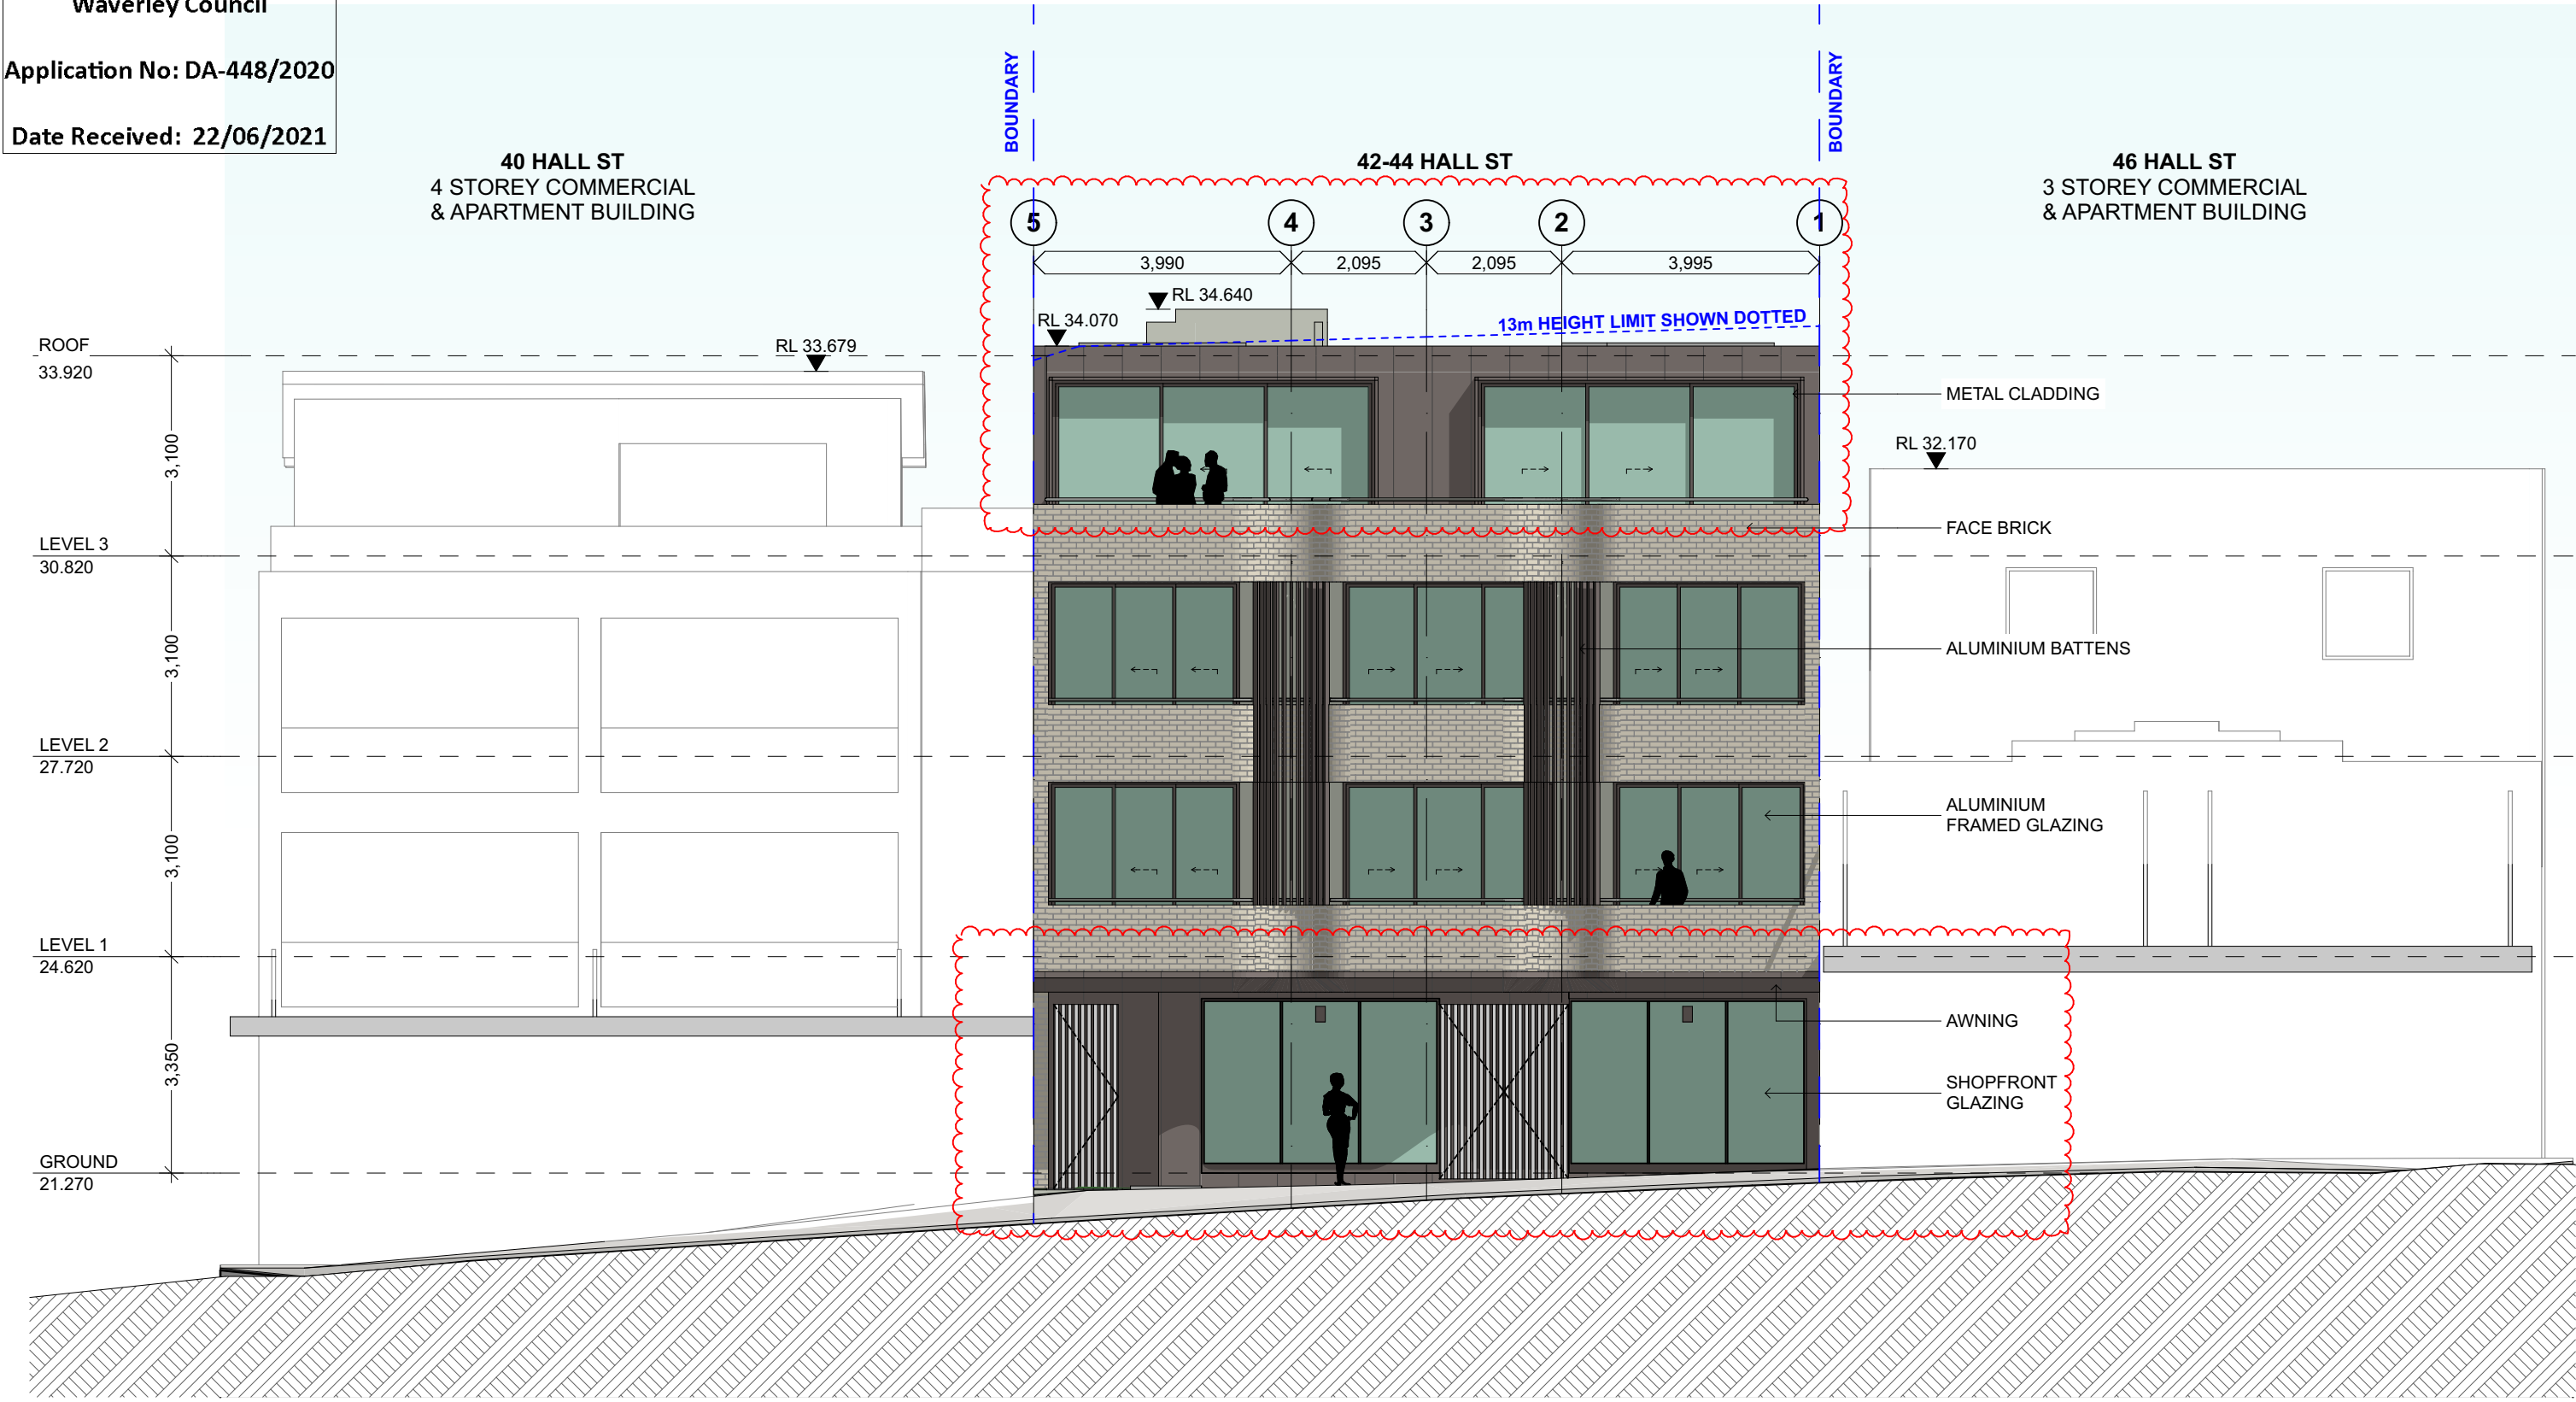 Waverley Council
Application No: DA-448/2020
Date Received: 22/06/2021
BOUNDARY
BOUNDARY
40 HALL ST
4 STOREY COMMERCIAL
& APARTMENT BUILDING
42-44 HALL ST
46 HALL ST
3 STOREY COMMERCIAL
& APARTMENT BUILDING
5
4
3
2
1
3,990
2,095
2,095
3,995
RL 34.640
RL 34.070
13m HEIGHT LIMIT SHOWN DOTTED
RL 33.679
ROOF
33.920
METAL CLADDING
3,100
RL 32.170
FACE BRICK
LEVEL 3
30.820
3,100
ALUMINIUM BATTENS
LEVEL 2
27.720
3,100
ALUMINIUM
FRAMED GLAZING
LEVEL 1
24.620
AWNING
3,350
SHOPFRONT
GLAZING
GROUND
21.270